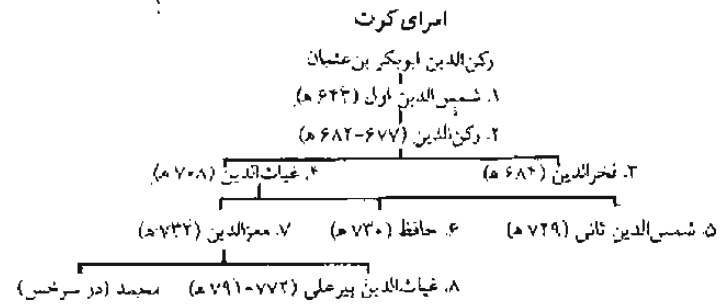 امرای کرت
رکن‌الدین ابوبکر بن عثمان
۱. شمس‌الدین اول (۶۴۳ ه‍)
۲. رکن‌الدین (۶۷۷-۶۸۲ ه‍)
۳. فخرالدین (۶۸۴ ه‍) ۴. غیاث‌الدین (۷۰۸ ه‍)
۵. شمس‌الدین ثانی (۷۲۹ ه‍) ۶. حافظ (۷۳۰ ه‍) ۷. معزالدین (۷۳۲ ه‍)
۸. غیاث‌الدین پیرعلی (۷۷۲-۷۹۱ ه‍) محمد (در سرخس)